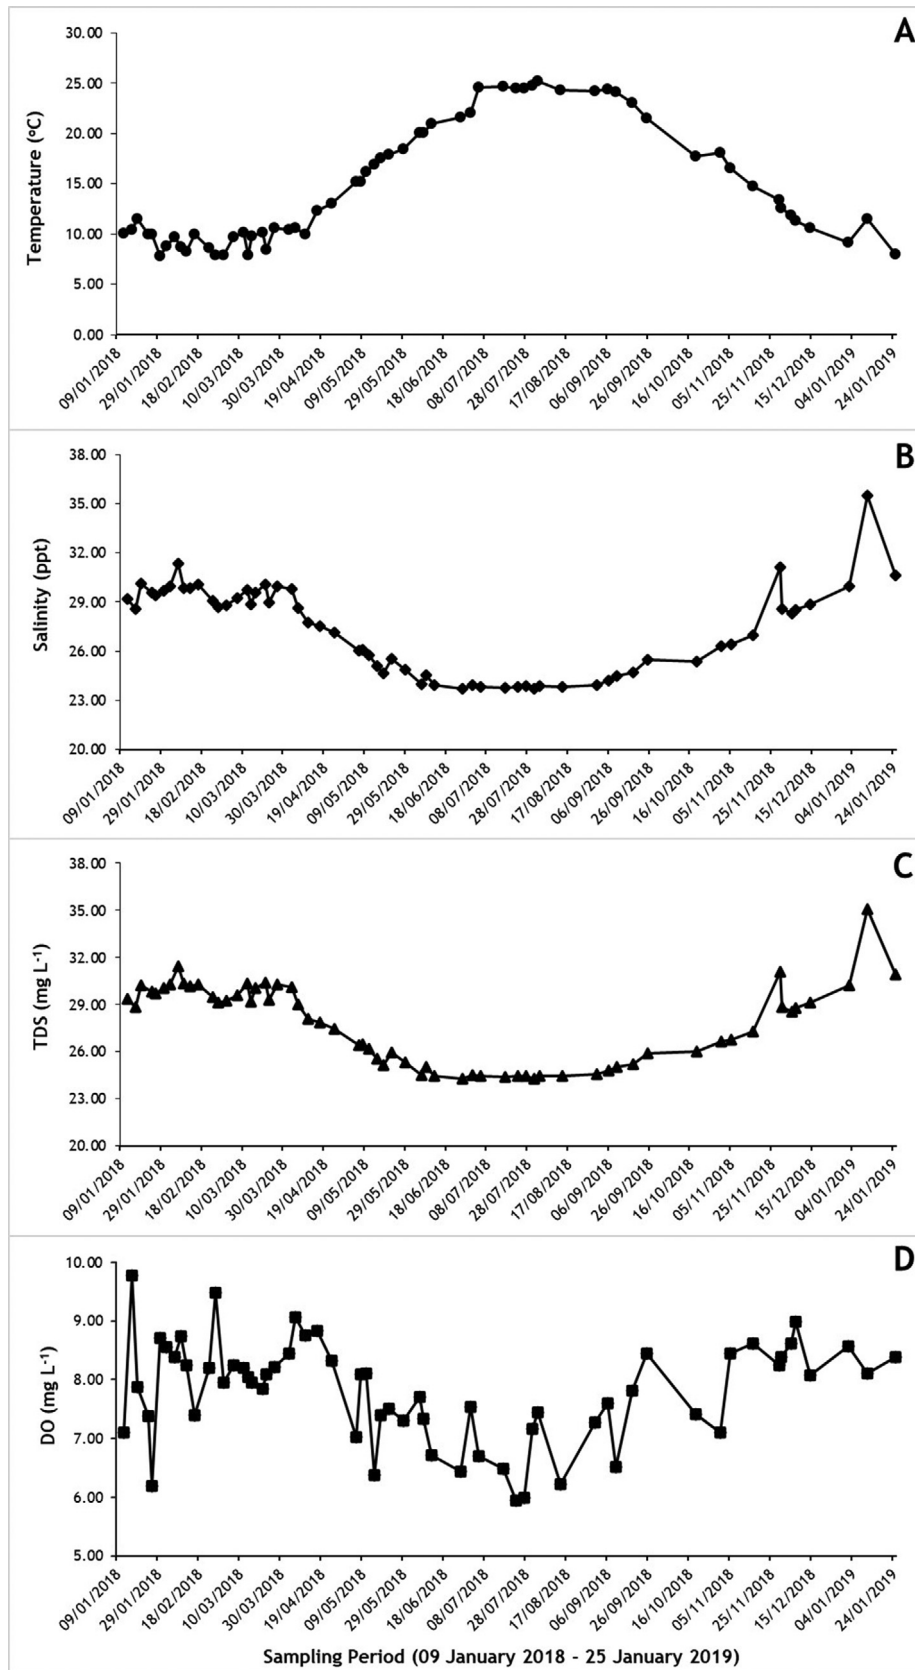 A
30.00
25.00
20.00
15.00
10.00
5.00
0.00
Temperature (ºC)
09/01/2018 29/01/2018 18/02/2018 10/03/2018 30/03/2018 19/04/2018 09/05/2018 29/05/2018 18/06/2018 08/07/2018 28/07/2018 17/08/2018 06/09/2018 26/09/2018 16/10/2018 05/11/2018 25/11/2018 15/12/2018 04/01/2019 24/01/2019
B
38.00
35.00
32.00
29.00
26.00
23.00
20.00
Salinity (ppt)
09/01/2018 29/01/2018 18/02/2018 10/03/2018 30/03/2018 19/04/2018 09/05/2018 29/05/2018 18/06/2018 08/07/2018 28/07/2018 17/08/2018 06/09/2018 26/09/2018 16/10/2018 05/11/2018 25/11/2018 15/12/2018 04/01/2019 24/01/2019
C
38.00
35.00
32.00
29.00
26.00
23.00
20.00
TDS (mg L⁻¹)
09/01/2018 29/01/2018 18/02/2018 10/03/2018 30/03/2018 19/04/2018 09/05/2018 29/05/2018 18/06/2018 08/07/2018 28/07/2018 17/08/2018 06/09/2018 26/09/2018 16/10/2018 05/11/2018 25/11/2018 15/12/2018 04/01/2019 24/01/2019
D
10.00
9.00
8.00
7.00
6.00
5.00
DO (mg L⁻¹)
09/01/2018 29/01/2018 18/02/2018 10/03/2018 30/03/2018 19/04/2018 09/05/2018 29/05/2018 18/06/2018 08/07/2018 28/07/2018 17/08/2018 06/09/2018 26/09/2018 16/10/2018 05/11/2018 25/11/2018 15/12/2018 04/01/2019 24/01/2019
Sampling Period (09 January 2018 - 25 January 2019)